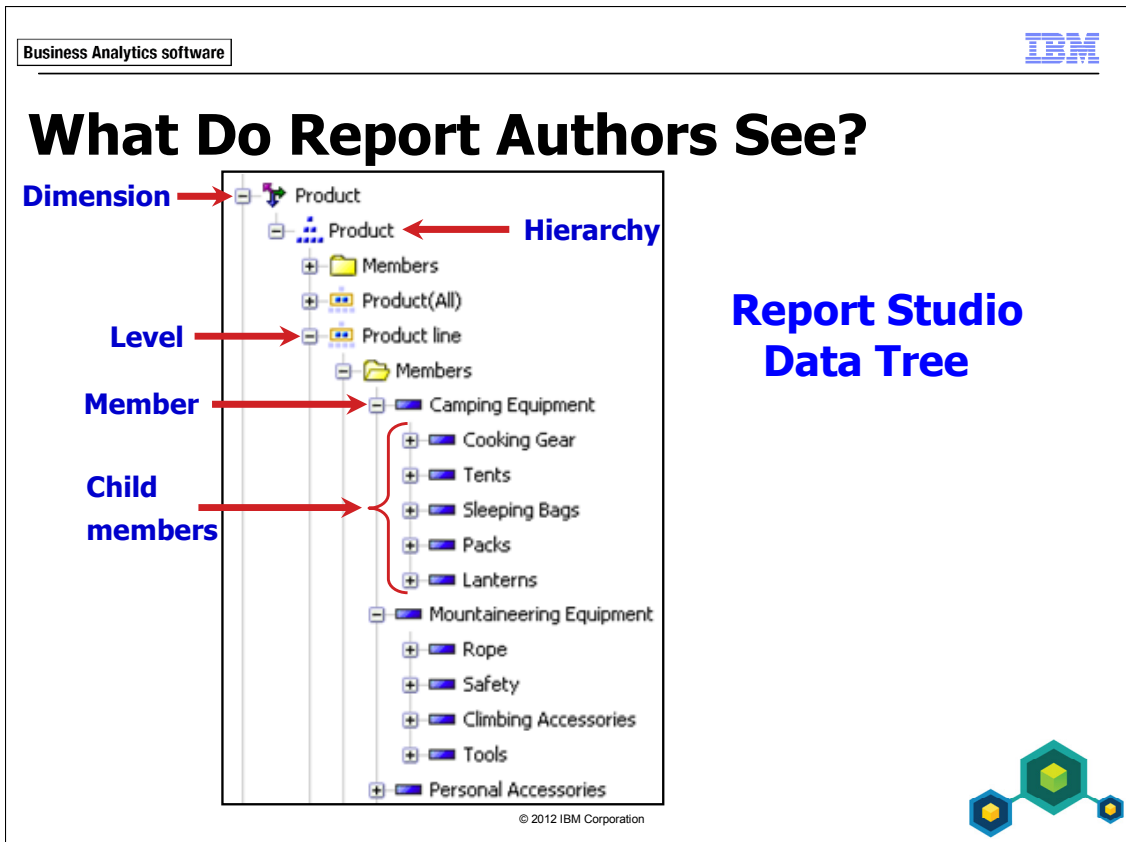 Business Analytics software
IBM
What Do Report Authors See?
Dimension
Product
Product
Hierarchy
Members
Product(All)
Level
Product line
Members
Member
Camping Equipment
Cooking Gear
Tents
Child
members
Sleeping Bags
Packs
Lanterns
Mountaineering Equipment
Rope
Safety
Climbing Accessories
Tools
Personal Accessories
Report Studio
Data Tree
© 2012 IBM Corporation